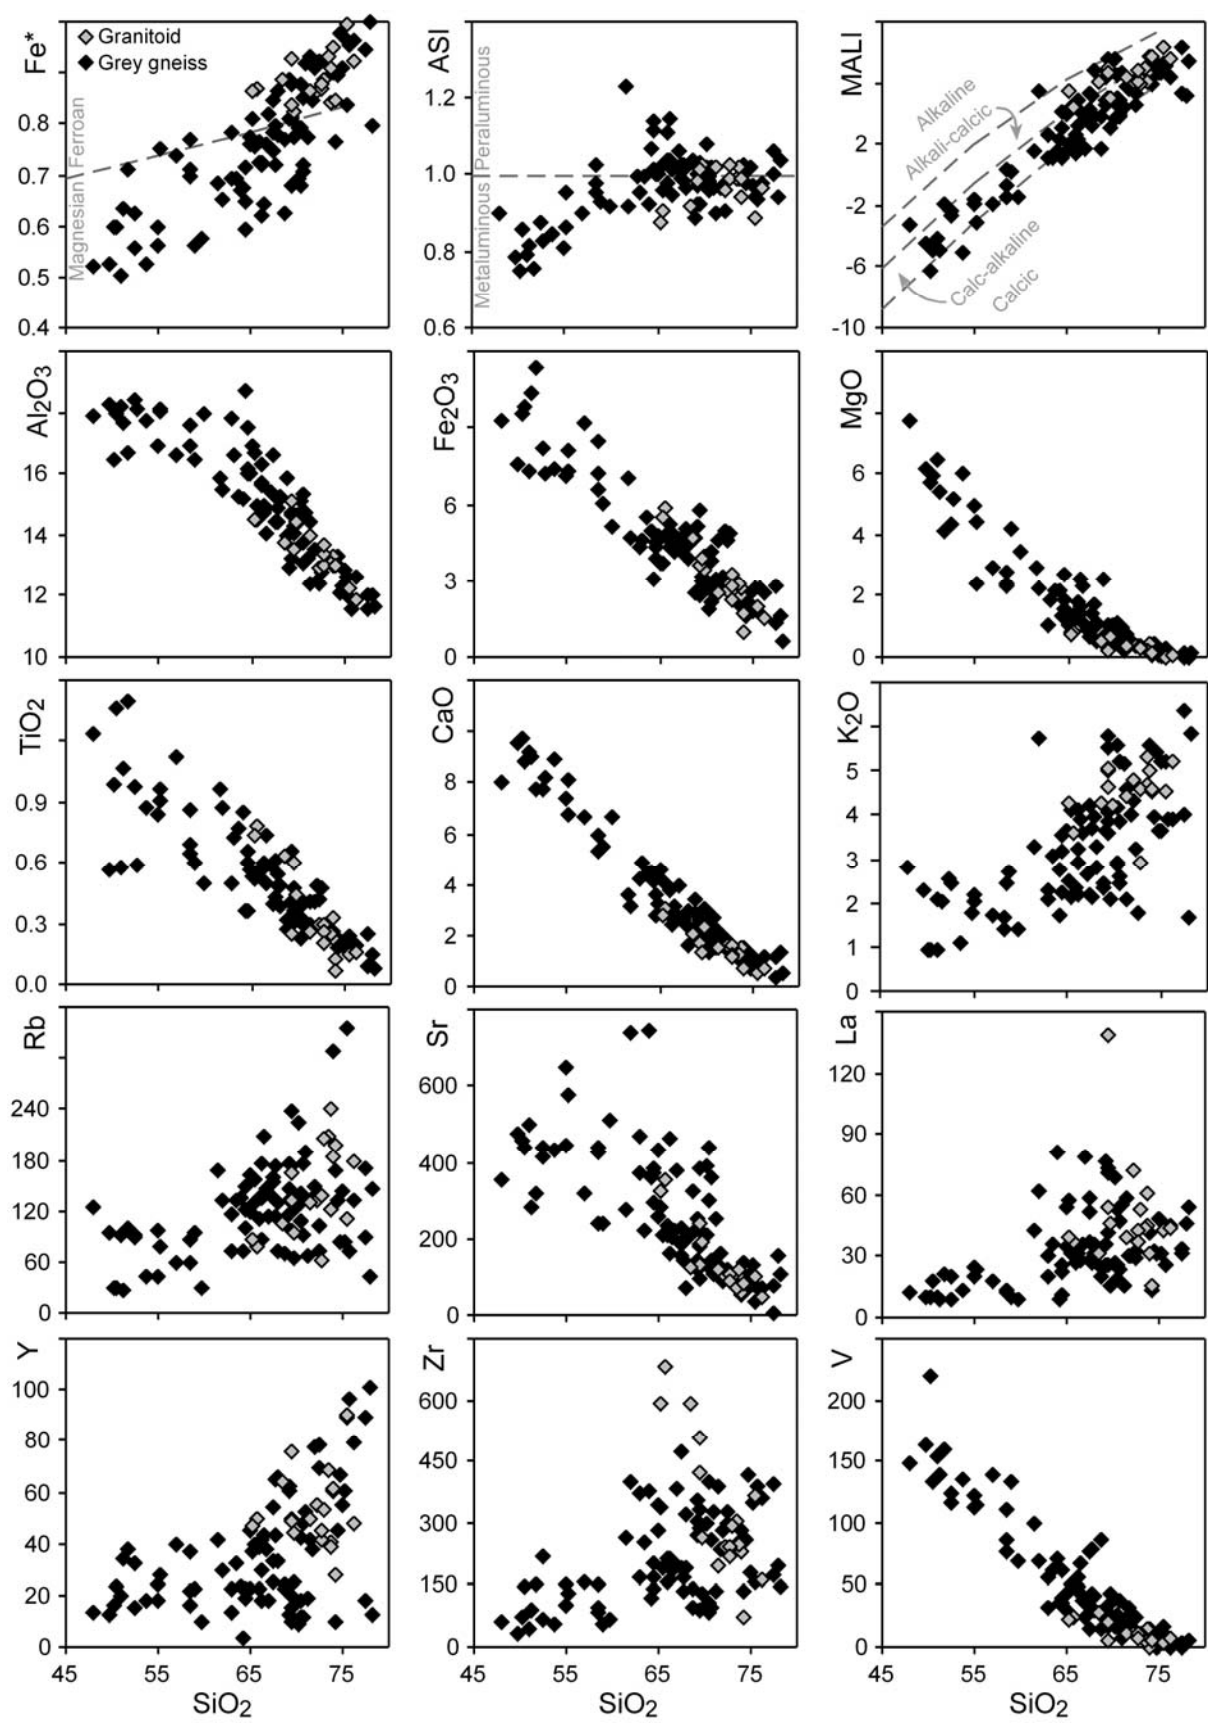 Fe*
Granitoid
Grey gneiss
Magnesian Ferroan
0.8
0.7
0.6
0.5
0.4
ASI
Metaluminous Peraluminous
1.2
1.0
0.8
0.6
MALI
Alkaline
Alkali-calcic
Calc-alkaline
Calcic
2
-2
-6
-10
Al2O3
16
14
12
10
Fe2O3
6
3
0
MgO
6
4
2
0
TiO2
0.9
0.6
0.3
0.0
CaO
8
6
4
2
0
K2O
5
4
3
2
1
0
Rb
240
180
120
60
0
Sr
600
400
200
0
La
120
90
60
30
0
Y
100
80
60
40
20
0
45 55 65 75
SiO2
Zr
600
450
300
150
0
45 55 65 75
SiO2
V
200
150
100
50
0
45 55 65 75
SiO2